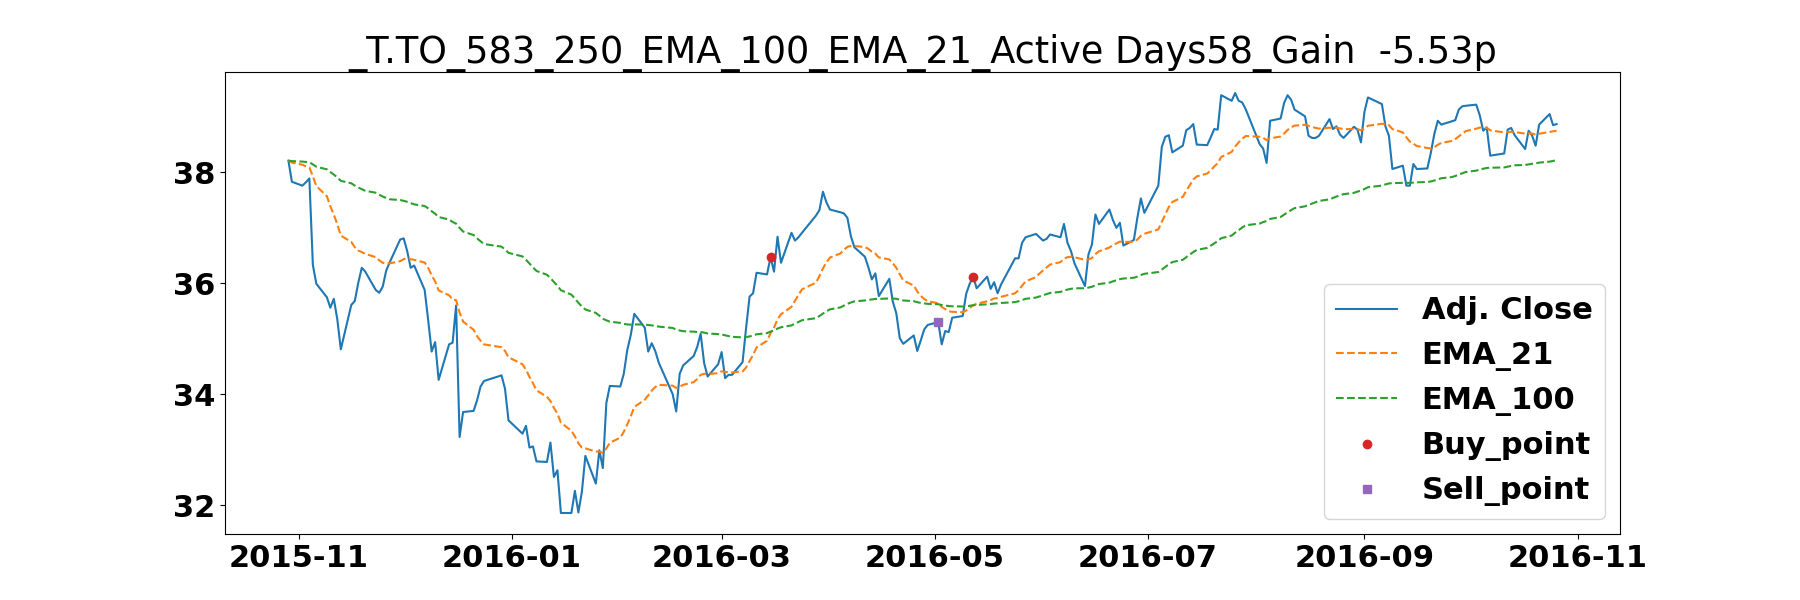 _T.TO_583_250_EMA_100_EMA_21_Active Days58_Gain  -5.53p
38
36
34
32
Adj. Close
EMA_21
EMA_100
Buy_point
Sell_point
2015-11 2016-01 2016-03 2016-05 2016-07 2016-09 2016-11